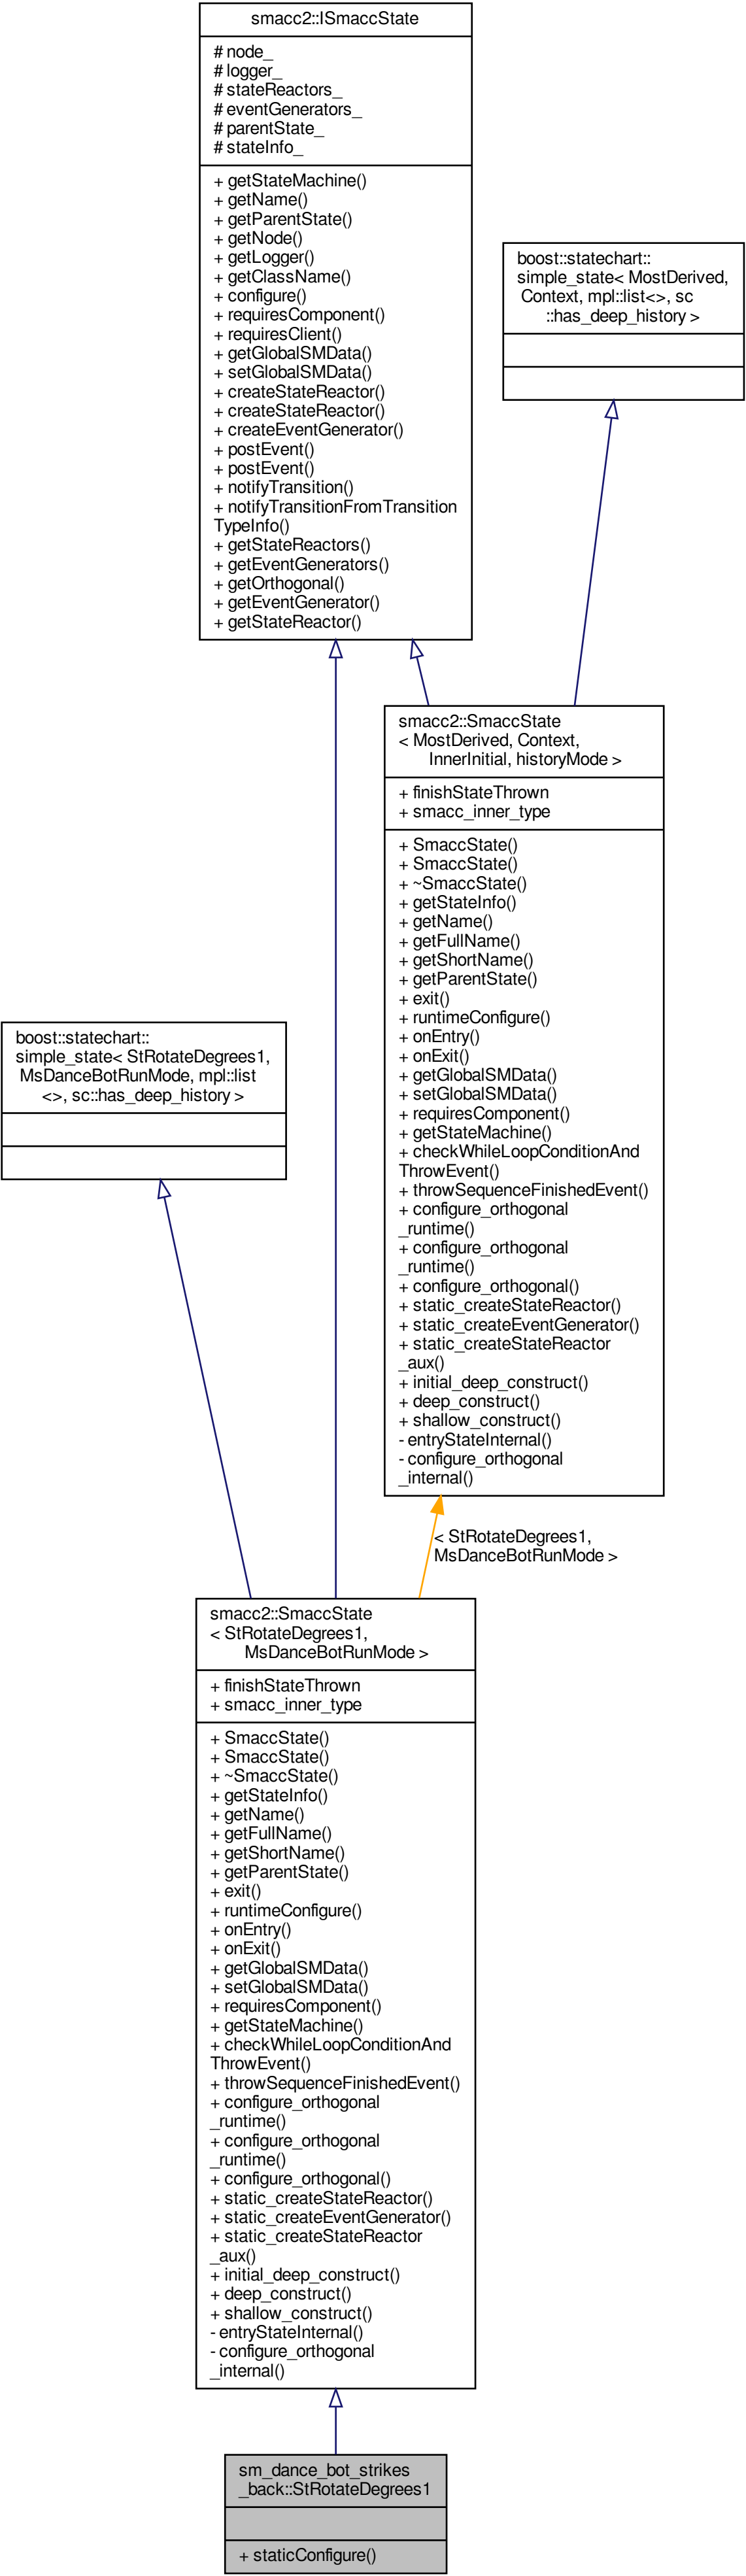 smacc2::ISmaccState
# node_
# logger_
# stateReactors_
# eventGenerators_
# parentState_
# stateInfo_
+ getStateMachine()
+ getName()
+ getParentState()
+ getNode()
+ getLogger()
+ getClassName()
+ configure()
+ requiresComponent()
+ requiresClient()
+ getGlobalSMData()
+ setGlobalSMData()
+ createStateReactor()
+ createStateReactor()
+ createEventGenerator()
+ postEvent()
+ postEvent()
+ notifyTransition()
+ notifyTransitionFromTransition
TypeInfo()
+ getStateReactors()
+ getEventGenerators()
+ getOrthogonal()
+ getEventGenerator()
+ getStateReactor()
boost::statechart::
simple_state< MostDerived,
Context, mpl::list<>, sc
::has_deep_history >
smacc2::SmaccState
< MostDerived, Context,
InnerInitial, historyMode >
+ finishStateThrown
+ smacc_inner_type
+ SmaccState()
+ SmaccState()
+ ~SmaccState()
+ getStateInfo()
+ getName()
+ getFullName()
+ getShortName()
+ getParentState()
+ exit()
+ runtimeConfigure()
+ onEntry()
+ onExit()
+ getGlobalSMData()
+ setGlobalSMData()
+ requiresComponent()
+ getStateMachine()
+ checkWhileLoopConditionAnd
ThrowEvent()
+ throwSequenceFinishedEvent()
+ configure_orthogonal
_runtime()
+ configure_orthogonal
_runtime()
+ configure_orthogonal()
+ static_createStateReactor()
+ static_createEventGenerator()
+ static_createStateReactor
_aux()
+ initial_deep_construct()
+ deep_construct()
+ shallow_construct()
- entryStateInternal()
- configure_orthogonal
_internal()
boost::statechart::
simple_state< StRotateDegrees1,
MsDanceBotRunMode, mpl::list
<>, sc::has_deep_history >
< StRotateDegrees1,
MsDanceBotRunMode >
smacc2::SmaccState
< StRotateDegrees1,
MsDanceBotRunMode >
+ finishStateThrown
+ smacc_inner_type
+ SmaccState()
+ SmaccState()
+ ~SmaccState()
+ getStateInfo()
+ getName()
+ getFullName()
+ getShortName()
+ getParentState()
+ exit()
+ runtimeConfigure()
+ onEntry()
+ onExit()
+ getGlobalSMData()
+ setGlobalSMData()
+ requiresComponent()
+ getStateMachine()
+ checkWhileLoopConditionAnd
ThrowEvent()
+ throwSequenceFinishedEvent()
+ configure_orthogonal
_runtime()
+ configure_orthogonal
_runtime()
+ configure_orthogonal()
+ static_createStateReactor()
+ static_createEventGenerator()
+ static_createStateReactor
_aux()
+ initial_deep_construct()
+ deep_construct()
+ shallow_construct()
- entryStateInternal()
- configure_orthogonal
_internal()
sm_dance_bot_strikes
_back::StRotateDegrees1
+ staticConfigure()